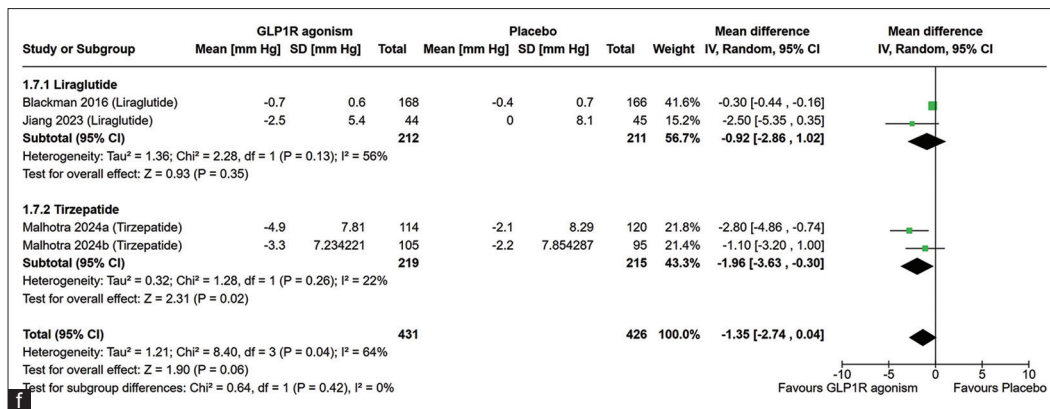 GLP1R agonism Placebo Mean difference Mean difference
Study or Subgroup Mean [mm Hg] SD [mm Hg] Total Mean [mm Hg] SD [mm Hg] Total Weight IV, Random, 95% CI IV, Random, 95% CI
1.7.1 Liraglutide
Blackman 2016 (Liraglutide) -0.7 0.6 168 -0.4 0.7 166 41.6% -0.30 [-0.44 , -0.16]
Jiang 2023 (Liraglutide) -2.5 5.4 44 0 8.1 45 15.2% -2.50 [-5.35 , 0.35]
Subtotal (95% CI) 212 211 56.7% -0.92 [-2.86 , 1.02]
Heterogeneity: Tau² = 1.36; Chi² = 2.28, df = 1 (P = 0.13); I² = 56%
Test for overall effect: Z = 0.93 (P = 0.35)
1.7.2 Tirzepatide
Malhotra 2024a (Tirzepatide) -4.9 7.81 114 -2.1 8.29 120 21.8% -2.80 [-4.86 , -0.74]
Malhotra 2024b (Tirzepatide) -3.3 7.234221 105 -2.2 7.854287 95 21.4% -1.10 [-3.20 , 1.00]
Subtotal (95% CI) 219 215 43.3% -1.96 [-3.63 , -0.30]
Heterogeneity: Tau² = 0.32; Chi² = 1.28, df = 1 (P = 0.26); I² = 22%
Test for overall effect: Z = 2.31 (P = 0.02)
Total (95% CI) 431 426 100.0% -1.35 [-2.74 , 0.04]
Heterogeneity: Tau² = 1.21; Chi² = 8.40, df = 3 (P = 0.04); I² = 64%
Test for overall effect: Z = 1.90 (P = 0.06)
Test for subgroup differences: Chi² = 0.64, df = 1 (P = 0.42), I² = 0%
-10 -5 0 5 10
Favours GLP1R agonism Favours Placebo
f